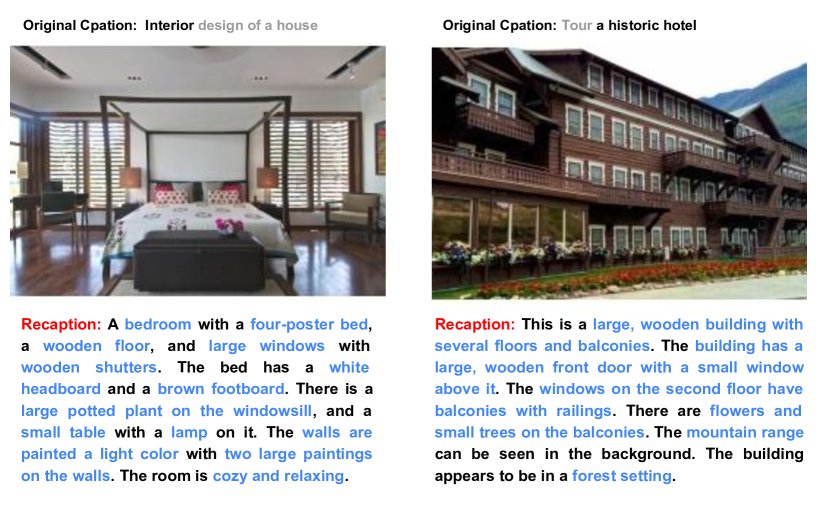 Original Cpation: Interior design of a house
Recaption: A bedroom with a four-poster bed,
a wooden floor, and large windows with
wooden shutters. The bed has a white
headboard and a brown footboard. There is a
large potted plant on the windowsill, and a
small table with a lamp on it. The walls are
painted a light color with two large paintings
on the walls. The room is cozy and relaxing.
Original Cpation: Tour a historic hotel
Recaption: This is a large, wooden building with
several floors and balconies. The building has a
large, wooden front door with a small window
above it. The windows on the second floor have
balconies with railings. There are flowers and
small trees on the balconies. The mountain range
can be seen in the background. The building
appears to be in a forest setting.